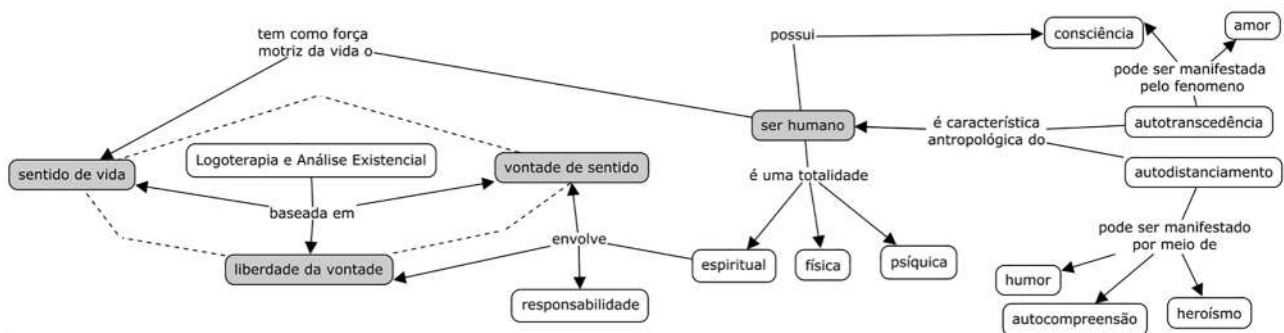 tem como força
motriz da vida o
possui
consciência
amor
pode ser manifestada
pelo fenomeno
ser humano
é característica
antropológica do
autotranscedência
Logoterapia e Análise Existencial
sentido de vida
vontade de sentido
é uma totalidade
autodistanciamento
baseada em
envolve
pode ser manifestado
por meio de
liberdade da vontade
espiritual
física
psíquica
humor
responsabilidade
autocompreensão
heroísmo